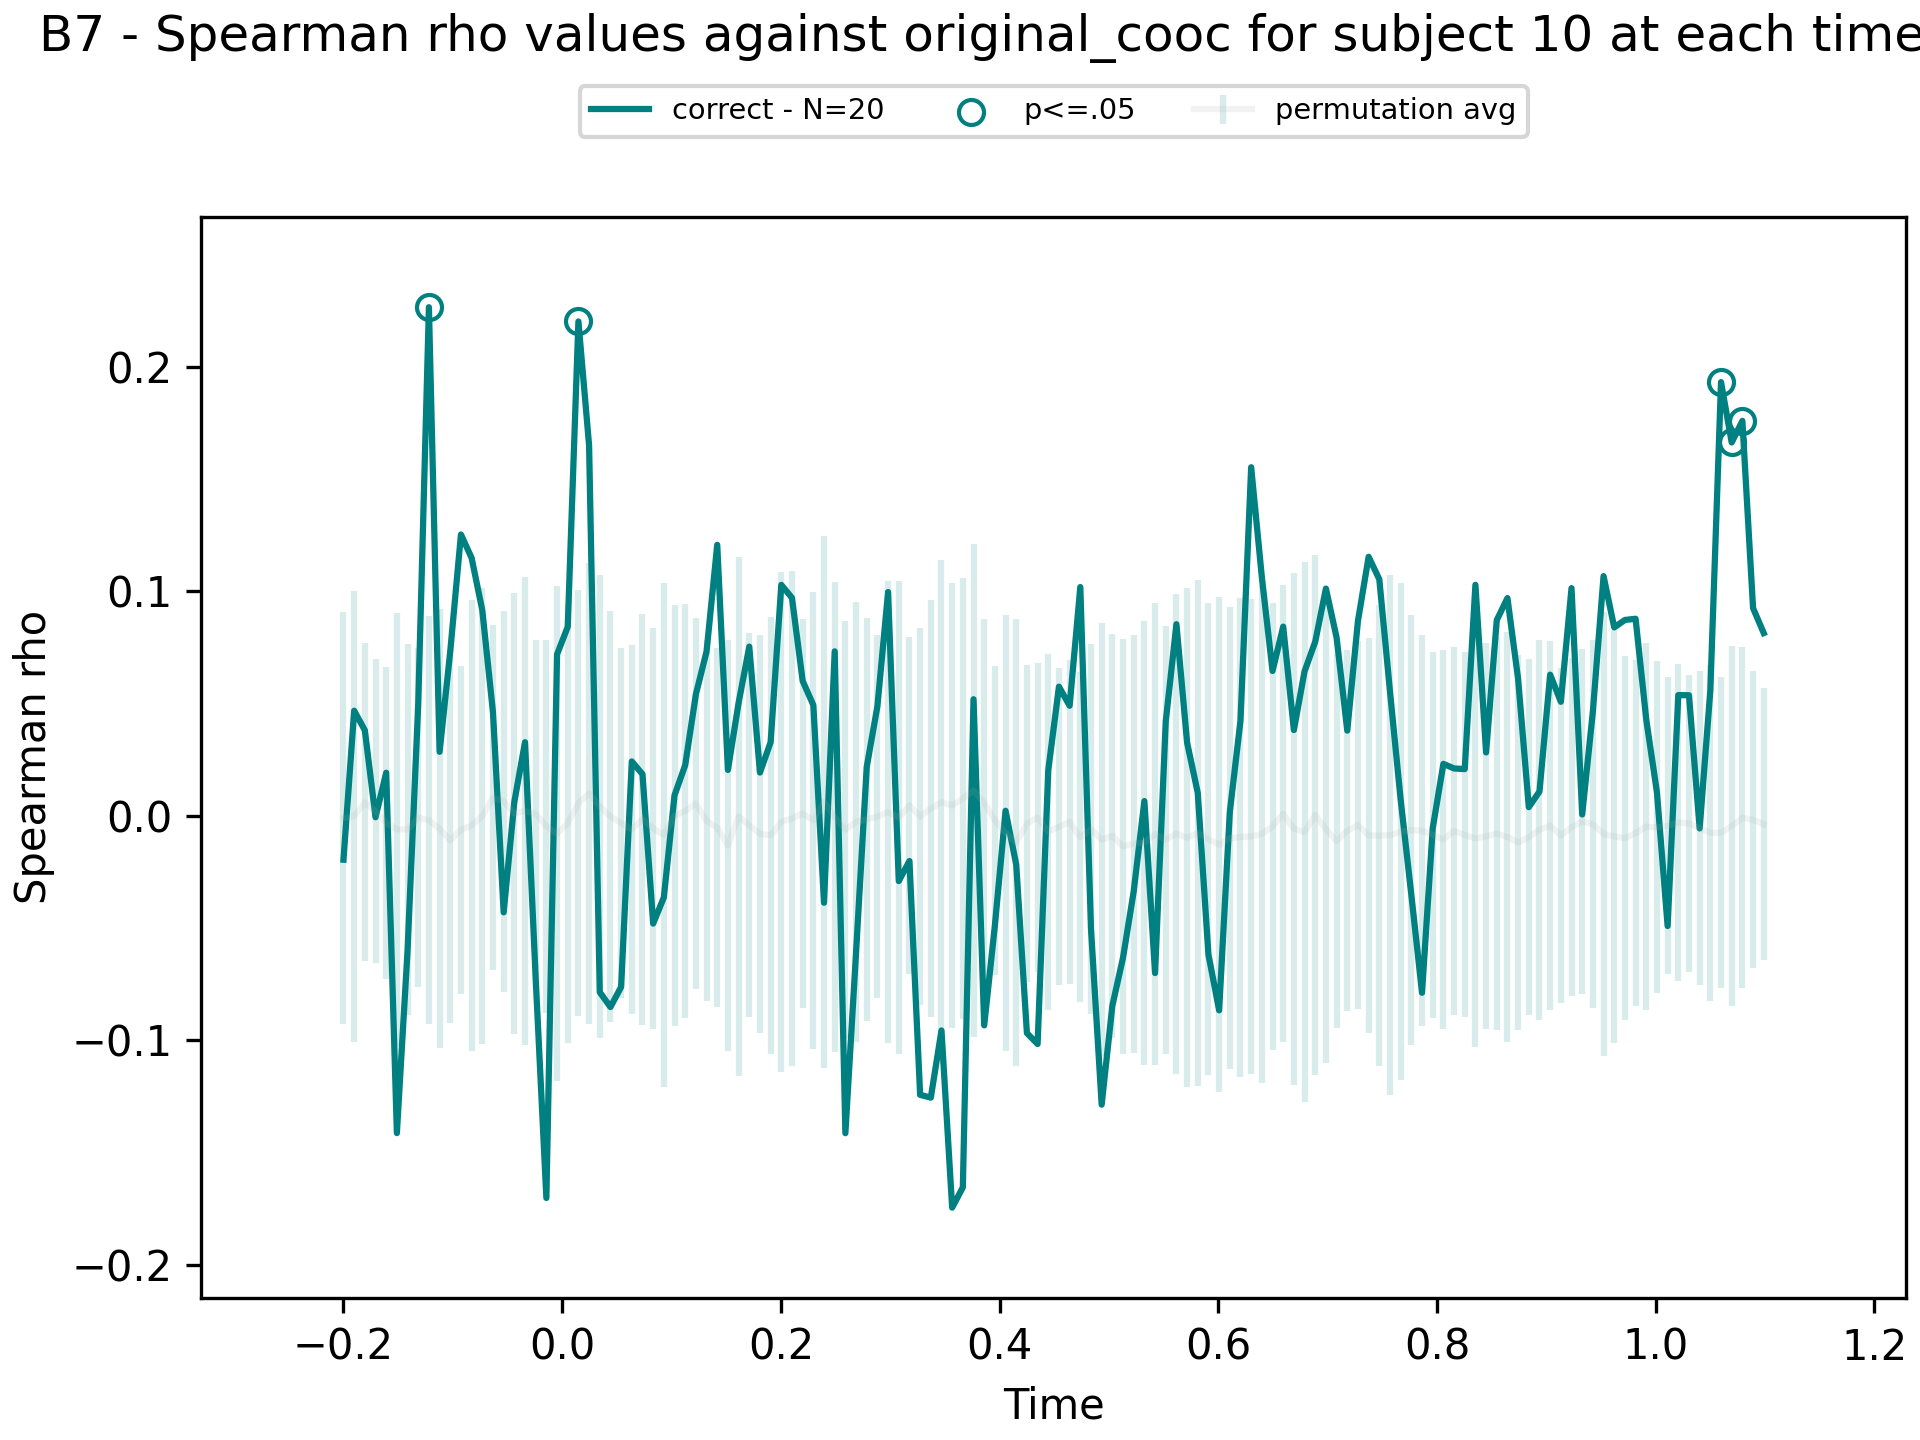 B7 - Spearman rho values against original_cooc for subject 10 at each time
correct - N=20 p<=.05 permutation avg
Spearman rho
0.2
0.1
0.0
−0.1
−0.2
−0.2 0.0 0.2 0.4 0.6 0.8 1.0 1.2
Time